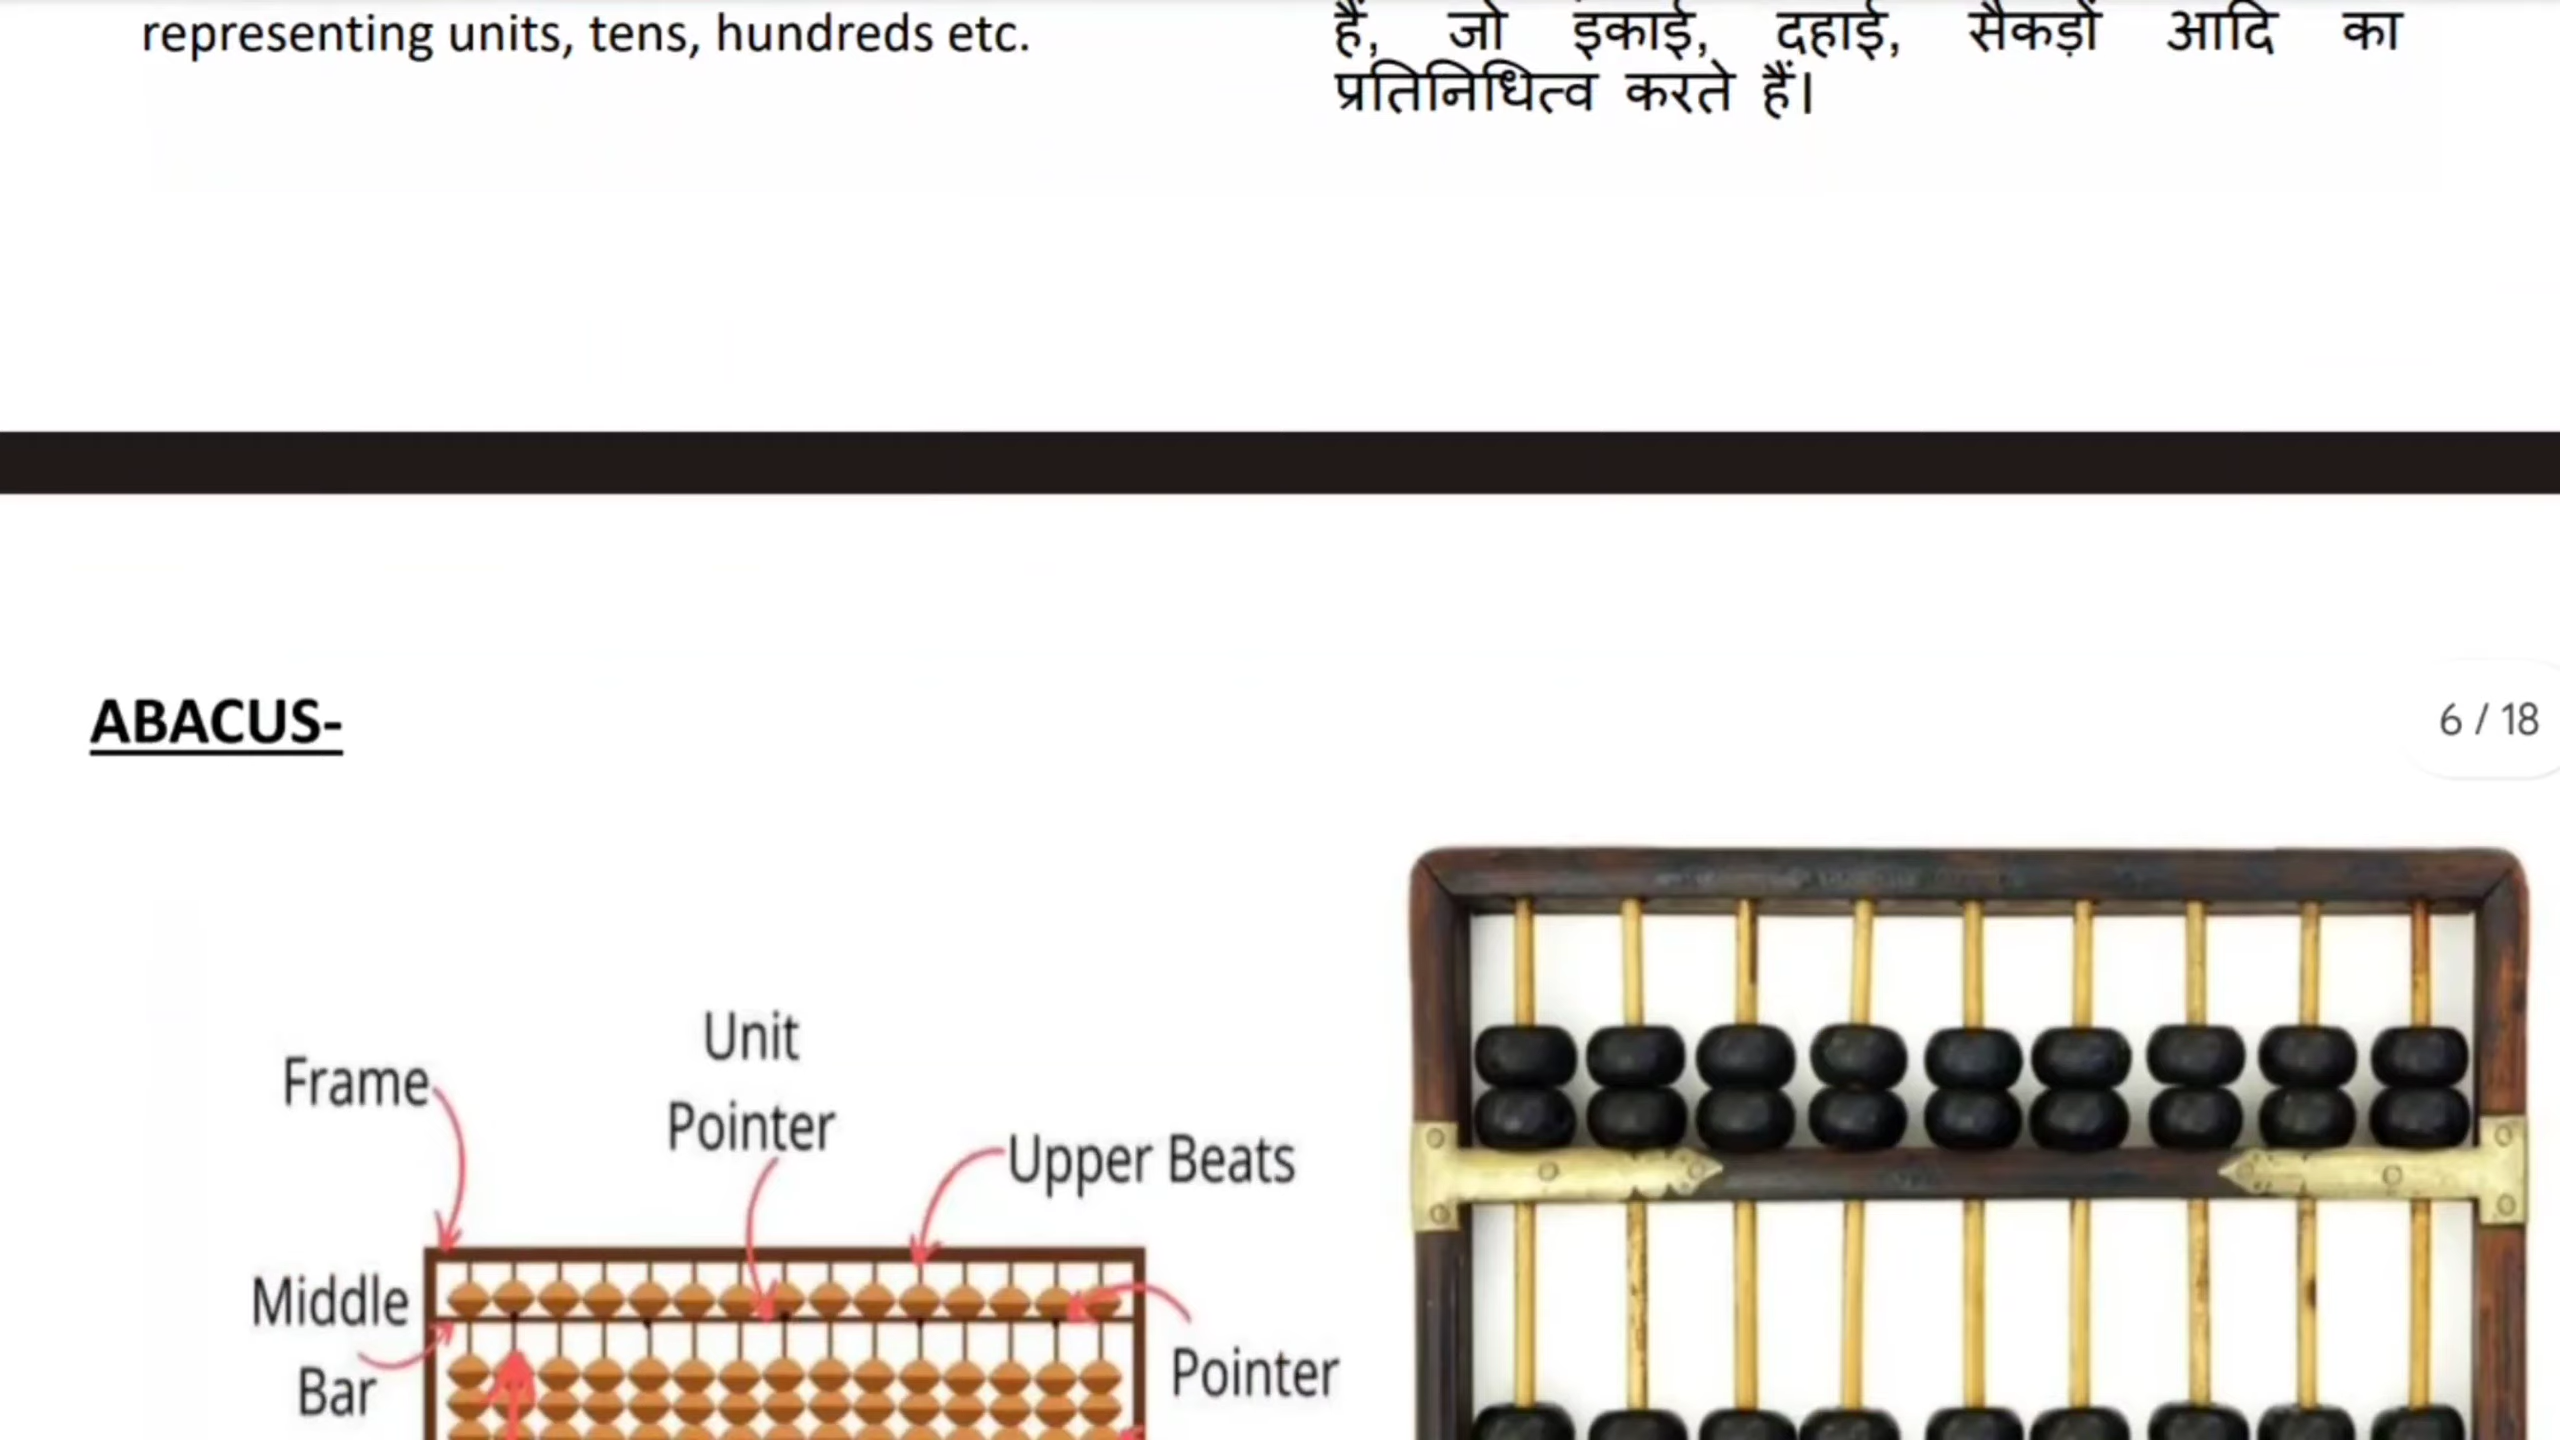 representing units, tens, hundreds etc.
हैं, जो इकाई, दहाई, सैकड़ों आदि का
प्रतिनिधित्व करते हैं।
ABACUS-
6 / 18
Unit
Pointer
Frame
Upper Beats
Middle
Bar
Pointer